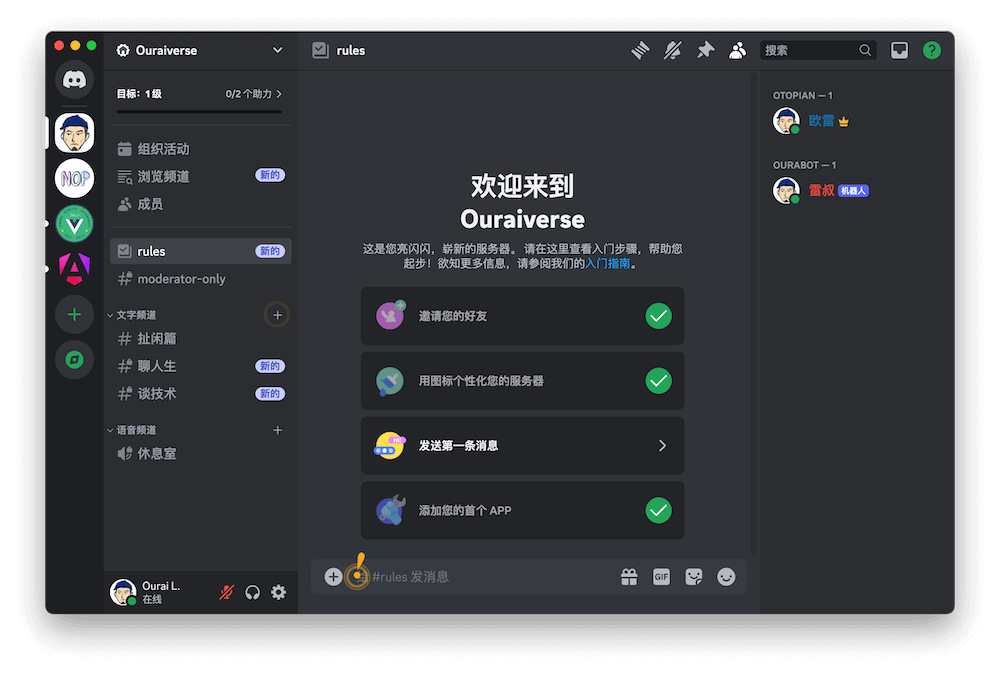 Ouraiverse
目标：1 级
0/2 个助力
组织活动
浏览频道
新的
成员
rules
新的
moderator-only
文字频道
扯闲篇
聊人生
新的
谈技术
新的
语音频道
休息室
Ourai L.
在线
NOP
rules
欢迎来到
Ouraiverse
这是您亮闪闪，崭新的服务器。请在这里查看入门步骤，帮助您
起步！欲知更多信息，请参阅我们的入门指南。
邀请您的好友
用图标个性化您的服务器
Hi!
发送第一条消息
添加您的首个 APP
#rules 发消息
GIF
搜索
OTOPIAN — 1
欧雷
OURABOT — 1
雷叔
机器人